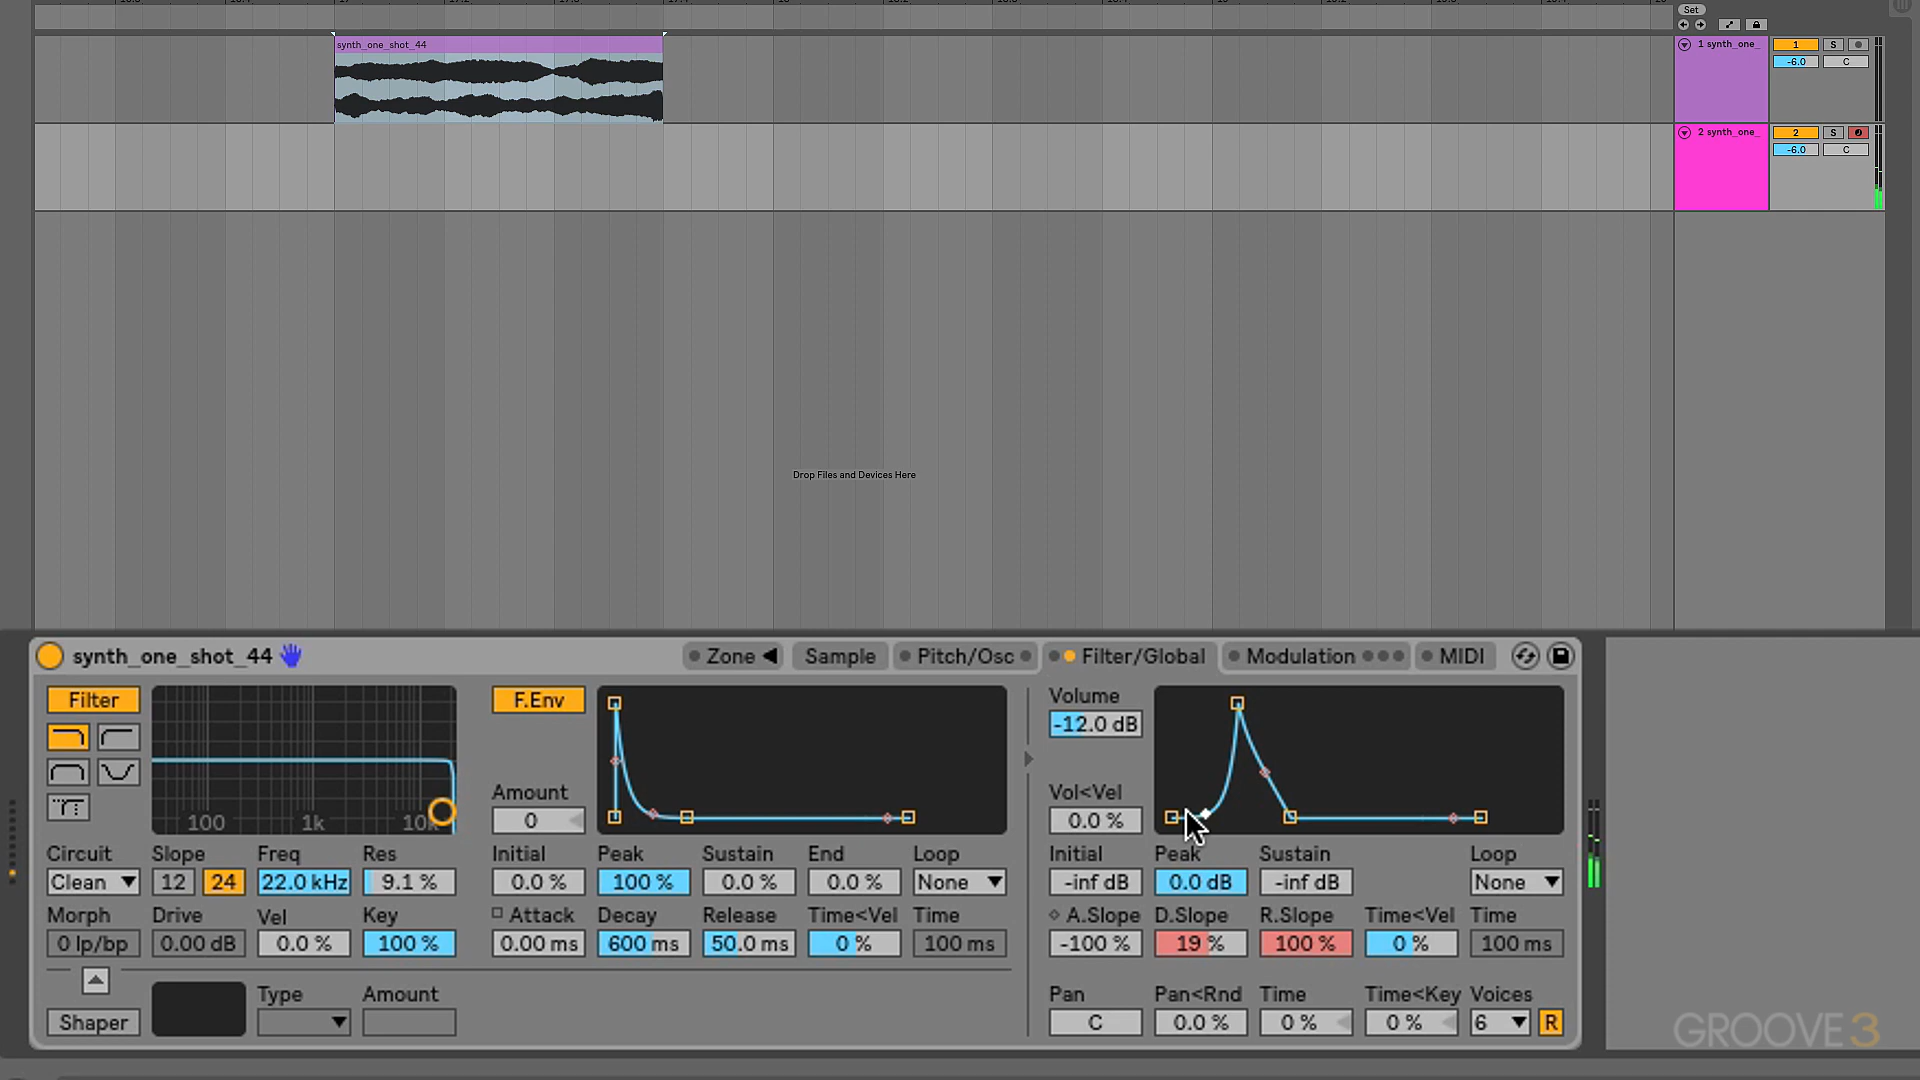 Set
synth_one_shot_44
1 synth_one_
1
S
-6.0
C
2 synth_one_
2
S
-6.0
C
Drop Files and Devices Here
synth_one_shot_44
Zone
Sample
Pitch/Osc
Filter/Global
Modulation
MIDI
Filter
100 1k 10k
F.Env
Amount
0
Volume
-12.0 dB
Vol<Vel
0.0 %
Circuit Slope Freq Res
Clean 12 24 22.0 kHz 9.1 %
Morph Drive Vel Key
0 lp/bp 0.00 dB 0.0 % 100 %
Initial Peak Sustain End Loop
0.0 % 100 % 0.0 % 0.0 % None
Attack Decay Release Time<Vel Time
0.00 ms 600 ms 50.0 ms 0 % 100 ms
Initial Peak Sustain Loop
-inf dB 0.0 dB -inf dB None
A.Slope D.Slope R.Slope Time<Vel Time
-100 % 19 % 100 % 0 % 100 ms
Shaper
Type Amount
Pan Pan<Rnd Time Time<Key Voices
C 0.0 % 0 % 0 % 6 R
GROOVE3